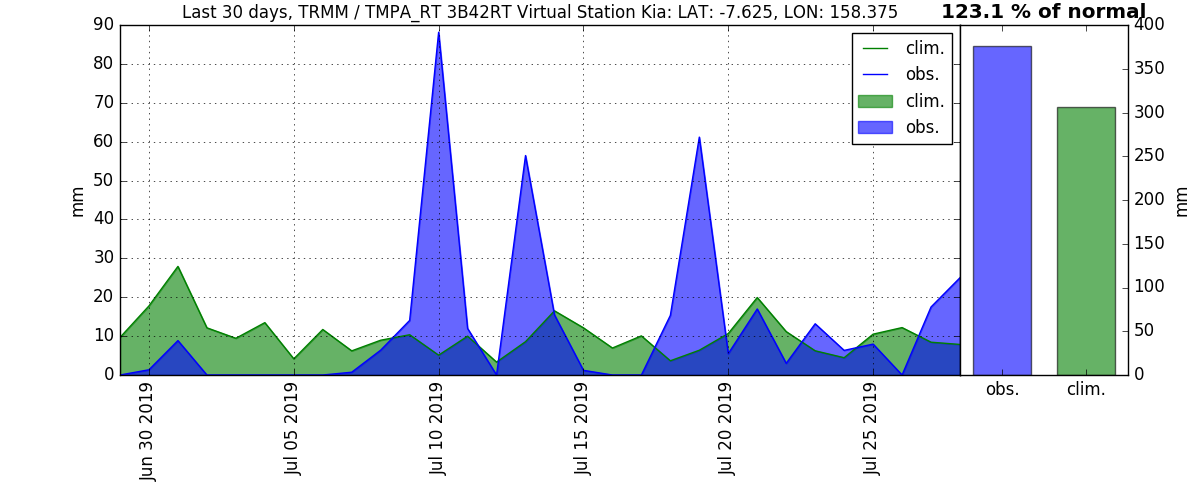 Last 30 days, TRMM / TMPA_RT 3B42RT Virtual Station Kia: LAT: -7.625, LON: 158.375
123.1 % of normal
90
80
70
60
50
40
30
20
10
0
mm
clim.
obs.
clim.
obs.
Jun 30 2019
Jul 05 2019
Jul 10 2019
Jul 15 2019
Jul 20 2019
Jul 25 2019
400
350
300
250
200
150
100
50
0
mm
obs.
clim.